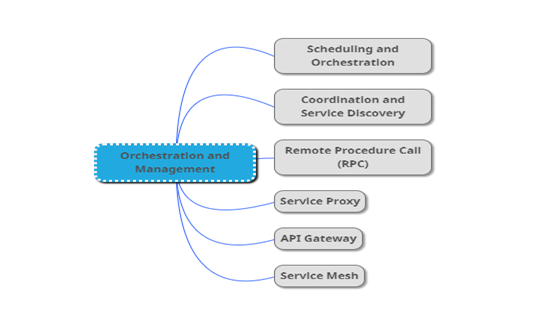 Scheduling and
Orchestration
Coordination and
Service Discovery
Orchestration and
Management
Remote Procedure Call
(RPC)
Service Proxy
API Gateway
Service Mesh